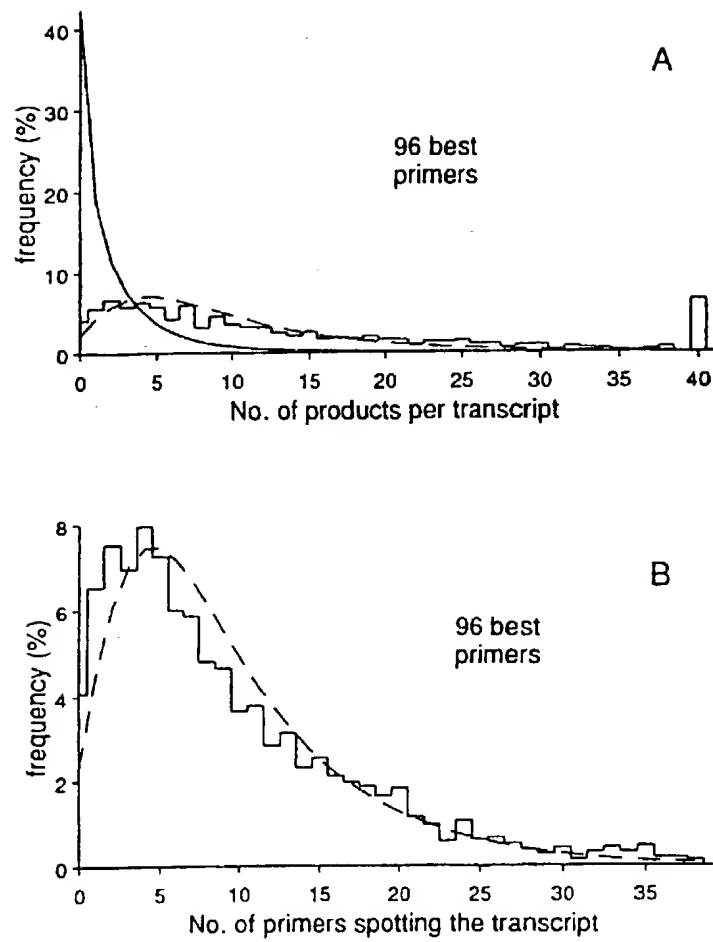 A
frequency (%)
40
30
20
10
0
96 best
primers
0 5 10 15 20 25 30 35 40
No. of products per transcript
B
frequency (%)
8
6
4
2
0
96 best
primers
0 5 10 15 20 25 30 35
No. of primers spotting the transcript